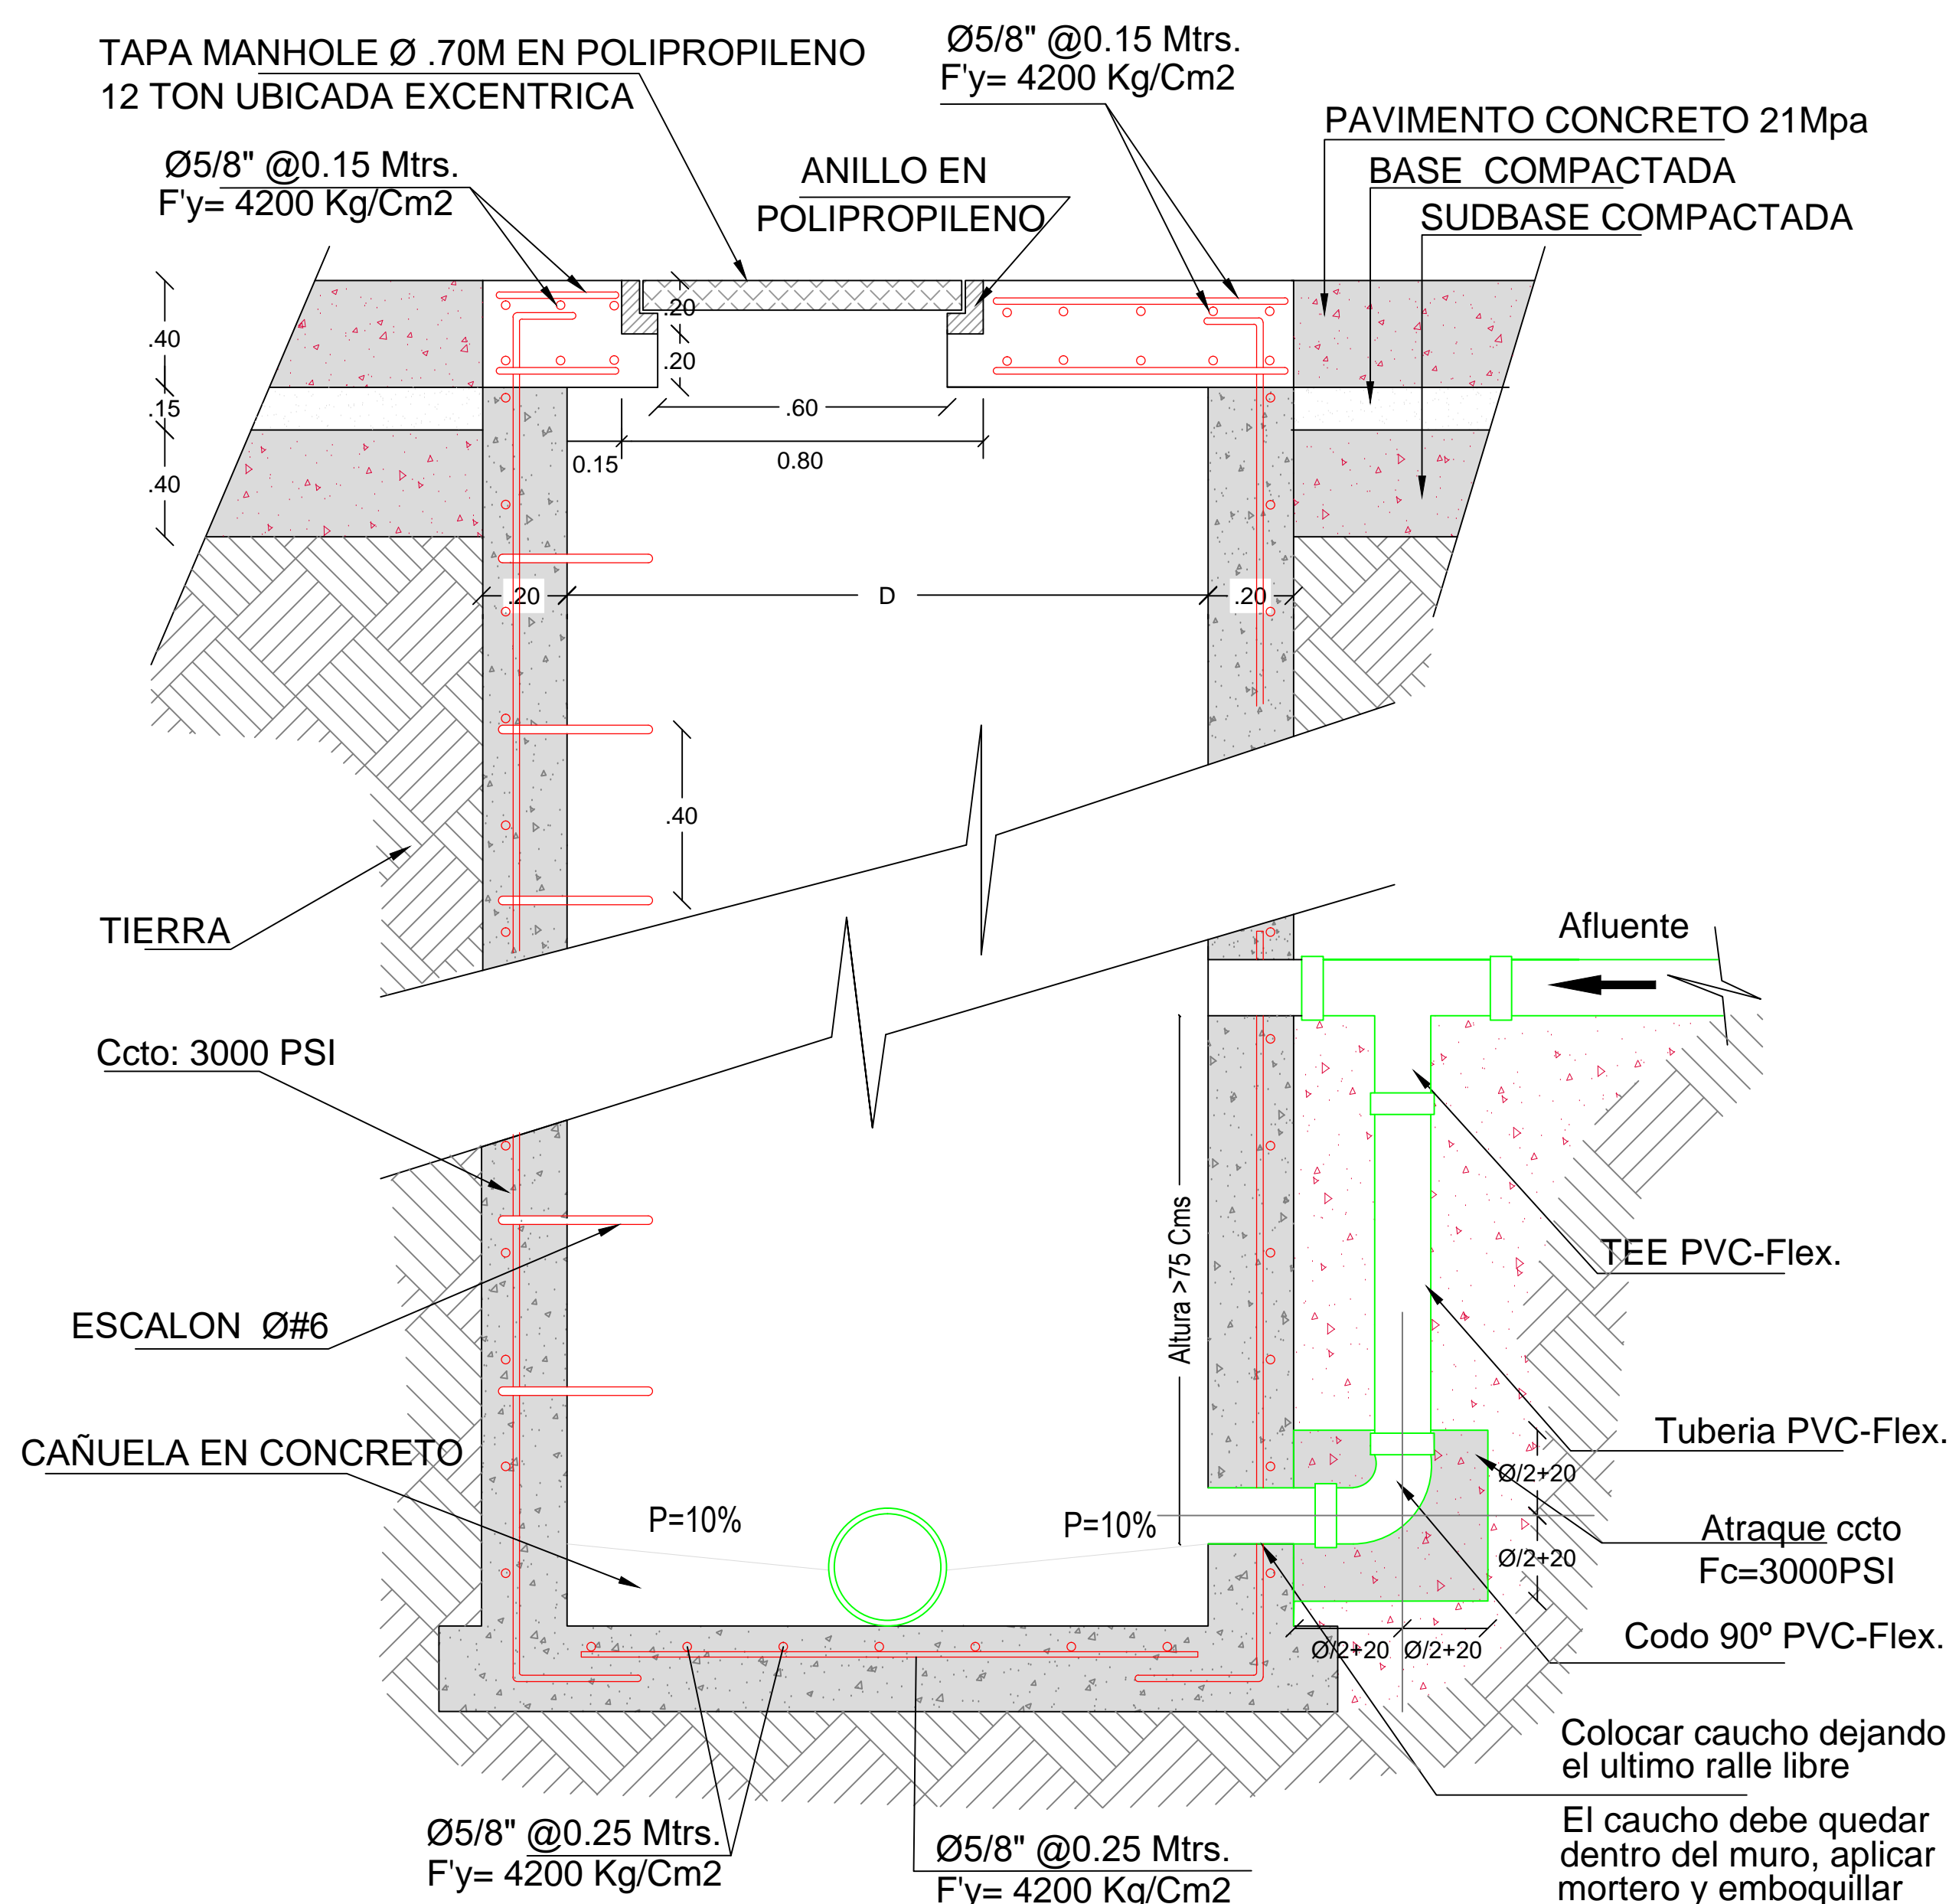 TAPA MANHOLE Ø .70M EN POLIPROPILENO
12 TON UBICADA EXCENTRICA
Ø5/8" @0.15 Mtrs.
F'y= 4200 Kg/Cm2
Ø5/8" @0.15 Mtrs.
F'y= 4200 Kg/Cm2
ANILLO EN
POLIPROPILENO
PAVIMENTO CONCRETO 21Mpa
BASE COMPACTADA
SUDBASE COMPACTADA
.40
.15
.40
.20
.20
.60
0.15
0.80
.20
D
.20
.40
TIERRA
Afluente
Ccto: 3000 PSI
Altura >75 Cms
TEE PVC-Flex.
ESCALON Ø#6
Tuberia PVC-Flex.
CAÑUELA EN CONCRETO
Ø/2+20
P=10%
P=10%
Atraque ccto
Fc=3000PSI
Ø/2+20
Codo 90º PVC-Flex.
Ø/2+20
Ø/2+20
Colocar caucho dejando
el ultimo ralle libre
El caucho debe quedar
dentro del muro, aplicar
mortero y emboquillar
Ø5/8" @0.25 Mtrs.
F'y= 4200 Kg/Cm2
Ø5/8" @0.25 Mtrs.
F'y= 4200 Kg/Cm2